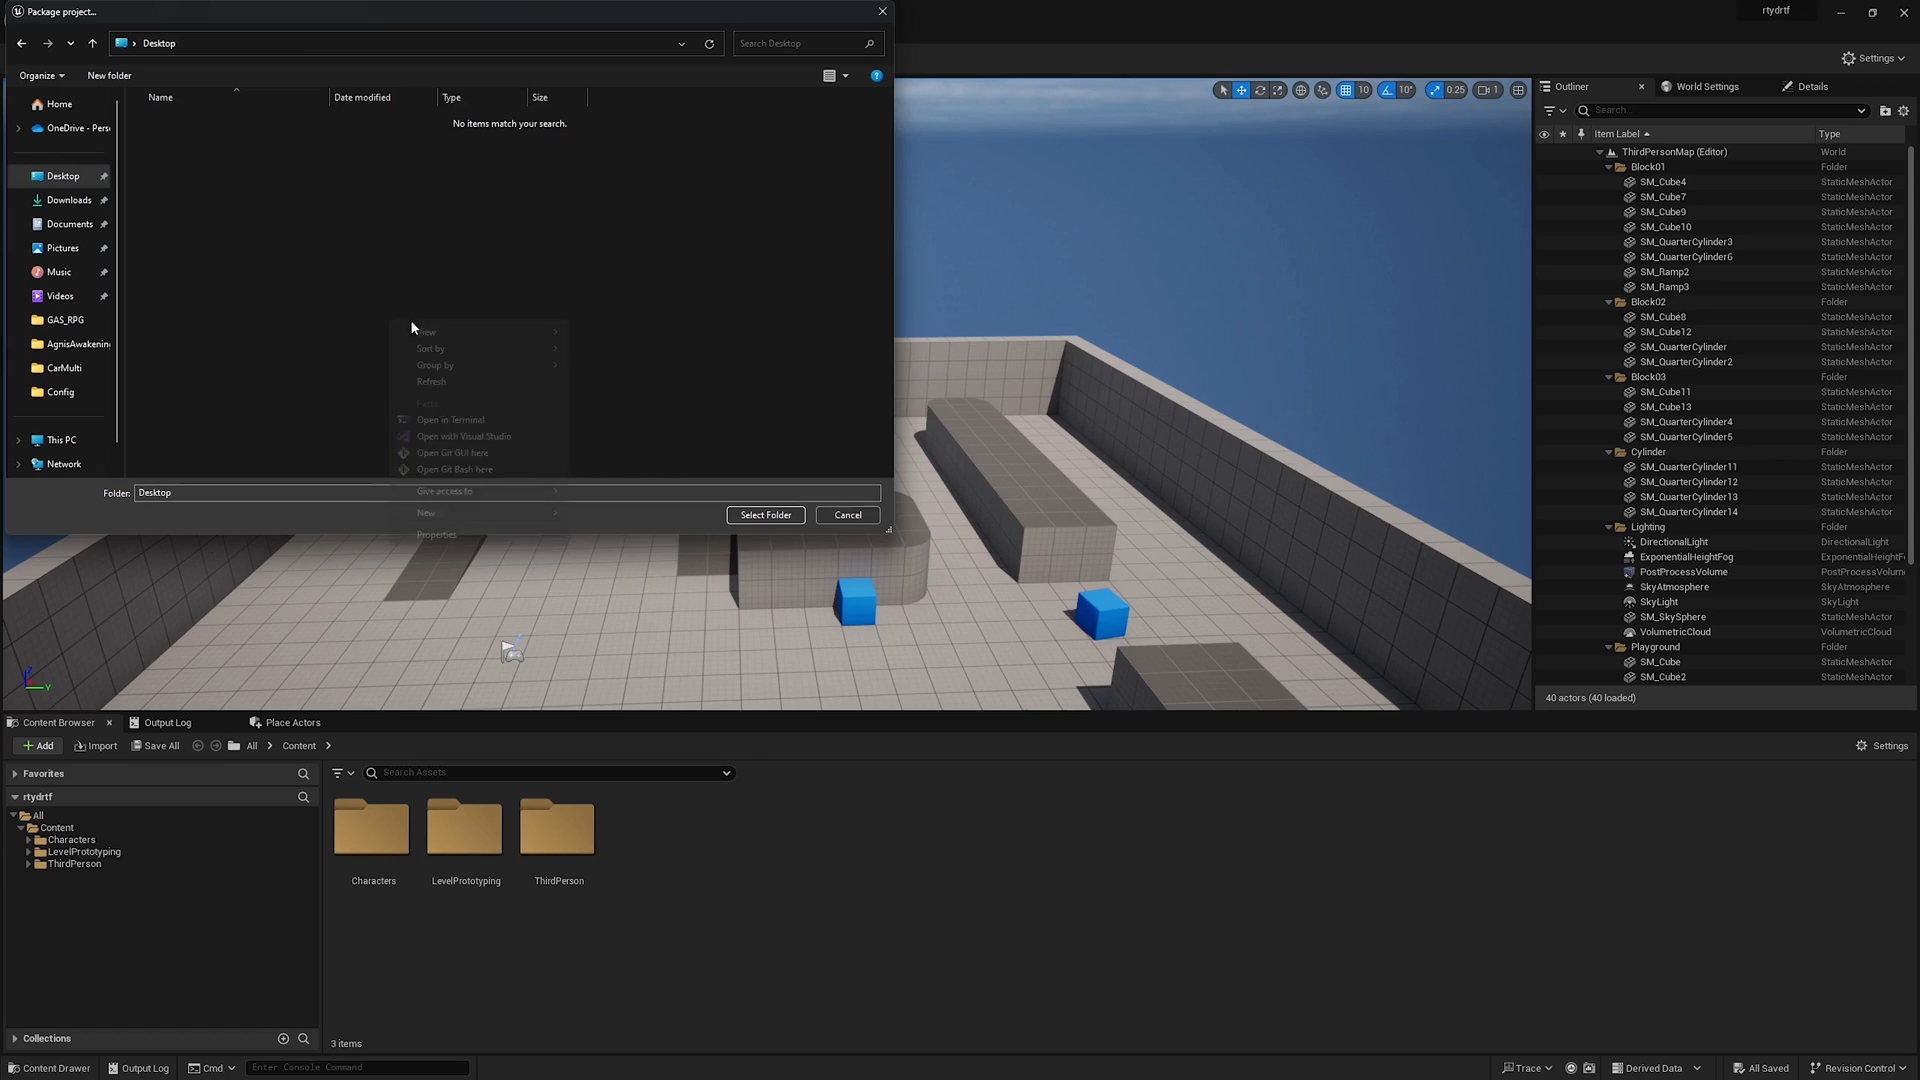 Package project...
rtydrtf
Desktop
Search Desktop
Settings
Organize
New folder
Name
Date modified
Type
Size
No items match your search.
Home
OneDrive - Pers
Desktop
Downloads
Documents
Pictures
Music
Videos
GAS_RPG
AgnisAwakening
CarMulti
Config
This PC
Network
View
Sort by
Group by
Refresh
Paste
Open in Terminal
Open with Visual Studio
Open Git GUI here
Open Git Bash here
Give access to
New
Properties
Folder:
Desktop
Select Folder
Cancel
10
10°
0.25
1
Outliner
World Settings
Details
Search...
Item Label
Type
ThirdPersonMap (Editor)
World
Block01
Folder
SM_Cube4
StaticMeshActor
SM_Cube7
StaticMeshActor
SM_Cube9
StaticMeshActor
SM_Cube10
StaticMeshActor
SM_QuarterCylinder3
StaticMeshActor
SM_QuarterCylinder6
StaticMeshActor
SM_Ramp2
StaticMeshActor
SM_Ramp3
StaticMeshActor
Block02
Folder
SM_Cube8
StaticMeshActor
SM_Cube12
StaticMeshActor
SM_QuarterCylinder
StaticMeshActor
SM_QuarterCylinder2
StaticMeshActor
Block03
Folder
SM_Cube11
StaticMeshActor
SM_Cube13
StaticMeshActor
SM_QuarterCylinder4
StaticMeshActor
SM_QuarterCylinder5
StaticMeshActor
Cylinder
Folder
SM_QuarterCylinder11
StaticMeshActor
SM_QuarterCylinder12
StaticMeshActor
SM_QuarterCylinder13
StaticMeshActor
SM_QuarterCylinder14
StaticMeshActor
Lighting
Folder
DirectionalLight
DirectionalLight
ExponentialHeightFog
ExponentialHeightF
PostProcessVolume
PostProcessVolum
SkyAtmosphere
SkyAtmosphere
SkyLight
SkyLight
SM_SkySphere
StaticMeshActor
VolumetricCloud
VolumetricCloud
Playground
Folder
SM_Cube
StaticMeshActor
SM_Cube2
StaticMeshActor
40 actors (40 loaded)
Z
Y
Content Browser
Output Log
Place Actors
Add
Import
Save All
All
Content
Settings
Favorites
rtydrtf
All
Content
Characters
LevelPrototyping
ThirdPerson
Collections
Search Assets
Characters
LevelPrototyping
ThirdPerson
3 items
Content Drawer
Output Log
Cmd
Enter Console Command
Trace
Derived Data
All Saved
Revision Control